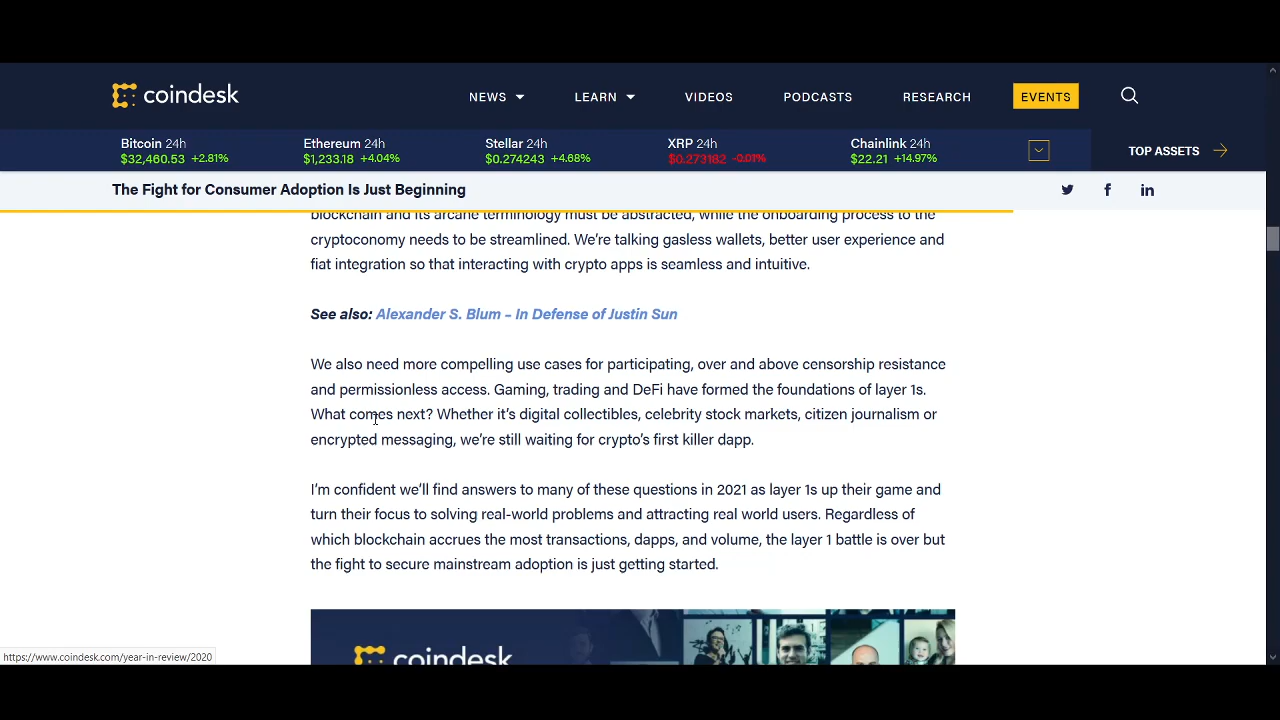 coindesk
NEWS
LEARN
VIDEOS
PODCASTS
RESEARCH
EVENTS
Bitcoin 24h
$32,460.53 +2.81%
Ethereum 24h
$1,233.18 +4.04%
Stellar 24h
$0.274243 +4.68%
XRP 24h
$0.273182 -0.01%
Chainlink 24h
$22.21 +14.97%
TOP ASSETS
The Fight for Consumer Adoption Is Just Beginning
blockchain and its arcane terminology must be abstracted, while the onboarding process to the
cryptoconomy needs to be streamlined. We’re talking gasless wallets, better user experience and
fiat integration so that interacting with crypto apps is seamless and intuitive.
See also: Alexander S. Blum – In Defense of Justin Sun
We also need more compelling use cases for participating, over and above censorship resistance
and permissionless access. Gaming, trading and DeFi have formed the foundations of layer 1s.
What comes next? Whether it’s digital collectibles, celebrity stock markets, citizen journalism or
encrypted messaging, we’re still waiting for crypto’s first killer dapp.
I’m confident we’ll find answers to many of these questions in 2021 as layer 1s up their game and
turn their focus to solving real-world problems and attracting real world users. Regardless of
which blockchain accrues the most transactions, dapps, and volume, the layer 1 battle is over but
the fight to secure mainstream adoption is just getting started.
coindesk
https://www.coindesk.com/year-in-review/2020